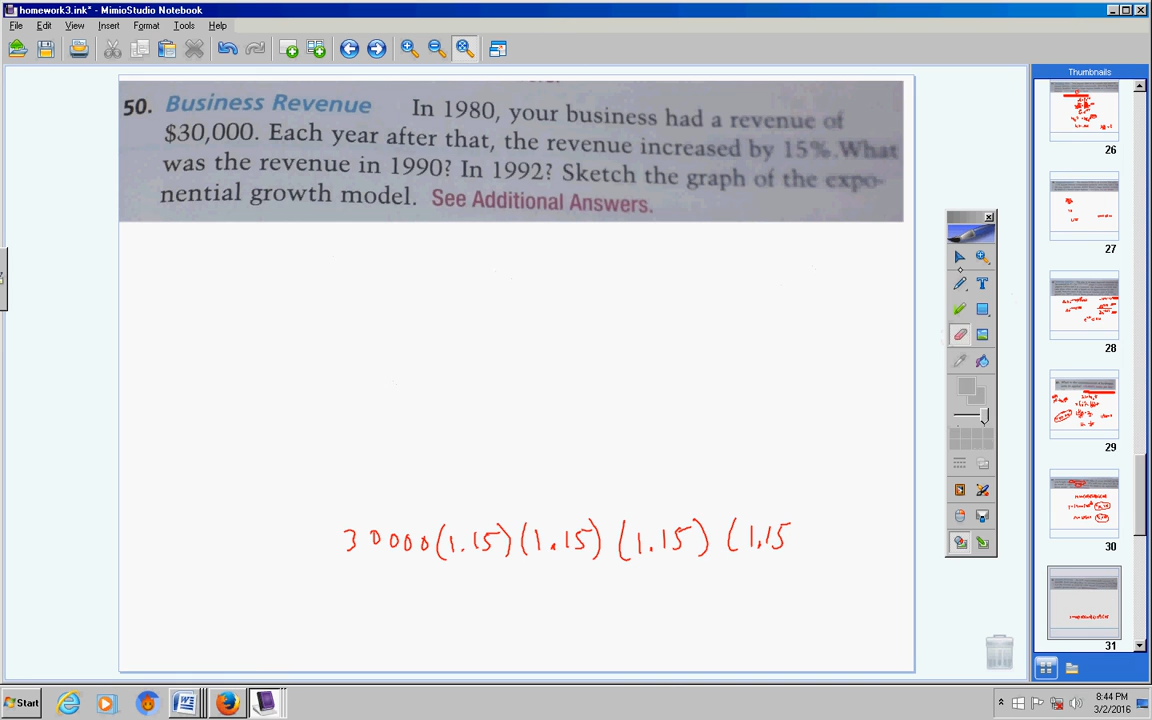 homework3.ink* - MimioStudio Notebook
File Edit View Insert Format Tools Help
50. Business Revenue In 1980, your business had a revenue of
$30,000. Each year after that, the revenue increased by 15%. What
was the revenue in 1990? In 1992? Sketch the graph of the expo-
nential growth model. See Additional Answers.
30000(1.15)(1.15)(1.15)(1.15
Thumbnails
26
27
28
29
30
31
Start
8:44 PM
3/2/2016